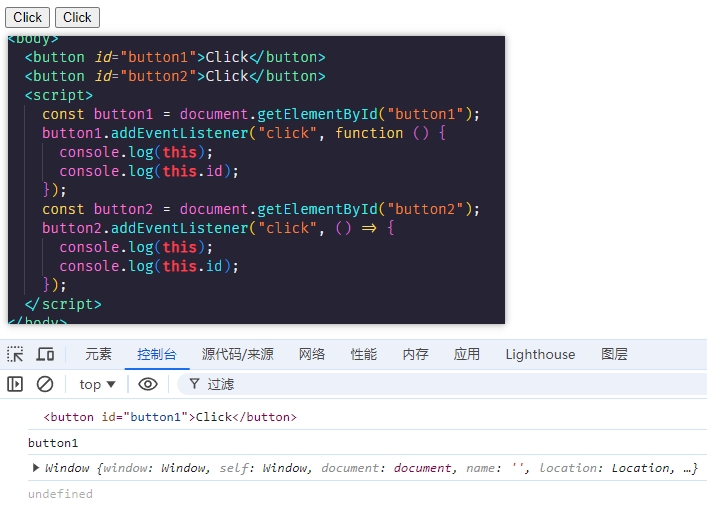 Click Click
<body>
<button id="button1">Click</button>
<button id="button2">Click</button>
<script>
const button1 = document.getElementById("button1");
button1.addEventListener("click", function () {
console.log(this);
console.log(this.id);
});
const button2 = document.getElementById("button2");
button2.addEventListener("click", () => {
console.log(this);
console.log(this.id);
});
</script>
</body>
元素 控制台 源代码/来源 网络 性能 内存 应用 Lighthouse 图层
top 过滤
<button id="button1">Click</button>
button1
Window {window: Window, self: Window, document: document, name: '', location: Location, …}
undefined